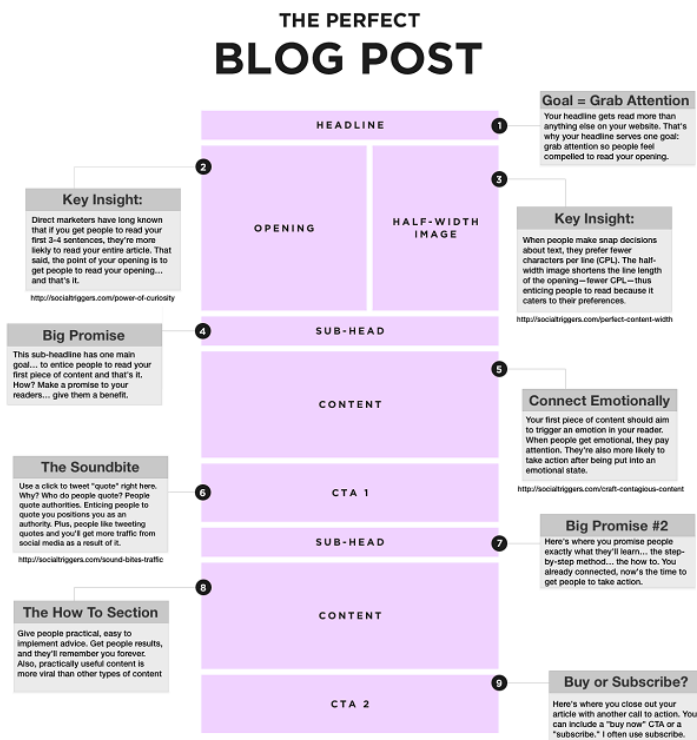 THE PERFECT
BLOG POST
HEADLINE
1
Goal = Grab Attention
Your headline gets read more than
anything else on your website. That's
why your headline serves one goal:
grab attention so people feel
compelled to read your opening.
2
Key Insight:
Direct marketers have long known
that if you get people to read your
first 3-4 sentences, they're more
liekly to read your entire article. That
said, the point of your opening is to
get people to read your opening...
and that's it.
http://socialtriggers.com/power-of-curiosity
OPENING
HALF-WIDTH
IMAGE
3
Key Insight:
When people make snap decisions
about text, they prefer fewer
characters per line (CPL). The half-
width image shortens the line length
of the opening—fewer CPL—thus
enticing people to read because it
caters to their preferences.
http://socialtriggers.com/perfect-content-width
4
Big Promise
This sub-headline has one main
goal... to entice people to read your
first piece of content and that's it.
How? Make a promise to your
readers... give them a benefit.
SUB-HEAD
CONTENT
5
Connect Emotionally
Your first piece of content should aim
to trigger an emotion in your reader.
When people get emotional, they pay
attention. They're also more likely to
take action after being put into an
emotional state.
http://socialtriggers.com/craft-contagious-content
6
The Soundbite
Use a click to tweet "quote" right here.
Why? Who do people quote? People
quote authorities. Enticing people to
quote you positions you as an
authority. Plus, people like tweeting
quotes and you'll get more traffic from
social media as a result of it.
http://socialtriggers.com/sound-bites-traffic
CTA 1
SUB-HEAD
7
Big Promise #2
Here's where you promise people
exactly what they'll learn... the step-
by-step method... the how to. You
already connected, now's the time to
get people to take action.
8
The How To Section
Give people practical, easy to
implement advice. Get people results,
and they'll remember you forever.
Also, practically useful content is
more viral than other types of content
CONTENT
CTA 2
9
Buy or Subscribe?
Here's where you close out your
article with another call to action. You
can include a "buy now" CTA or a
"subscribe." I often use subscribe.